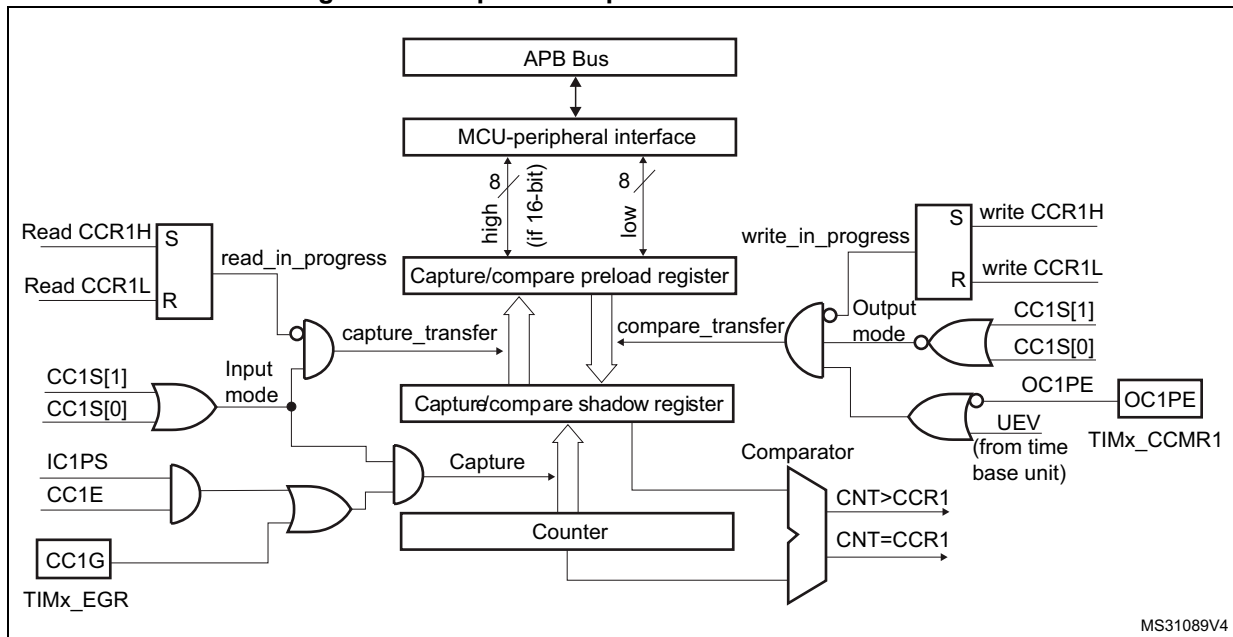 APB Bus
MCU-peripheral interface
8
high
(if 16-bit)
8
low
Read CCR1H
S
read_in_progress
Read CCR1L
R
write_in_progress
S
write CCR1H
R
write CCR1L
Capture/compare preload register
capture_transfer
compare_transfer
Output
mode
CC1S[1]
CC1S[0]
CC1S[1]
CC1S[0]
Input
mode
Capture/compare shadow register
OC1PE
OC1PE
UEV
(from time
base unit)
TIMx_CCMR1
IC1PS
CC1E
Capture
Comparator
CNT>CCR1
CNT=CCR1
Counter
CC1G
TIMx_EGR
MS31089V4